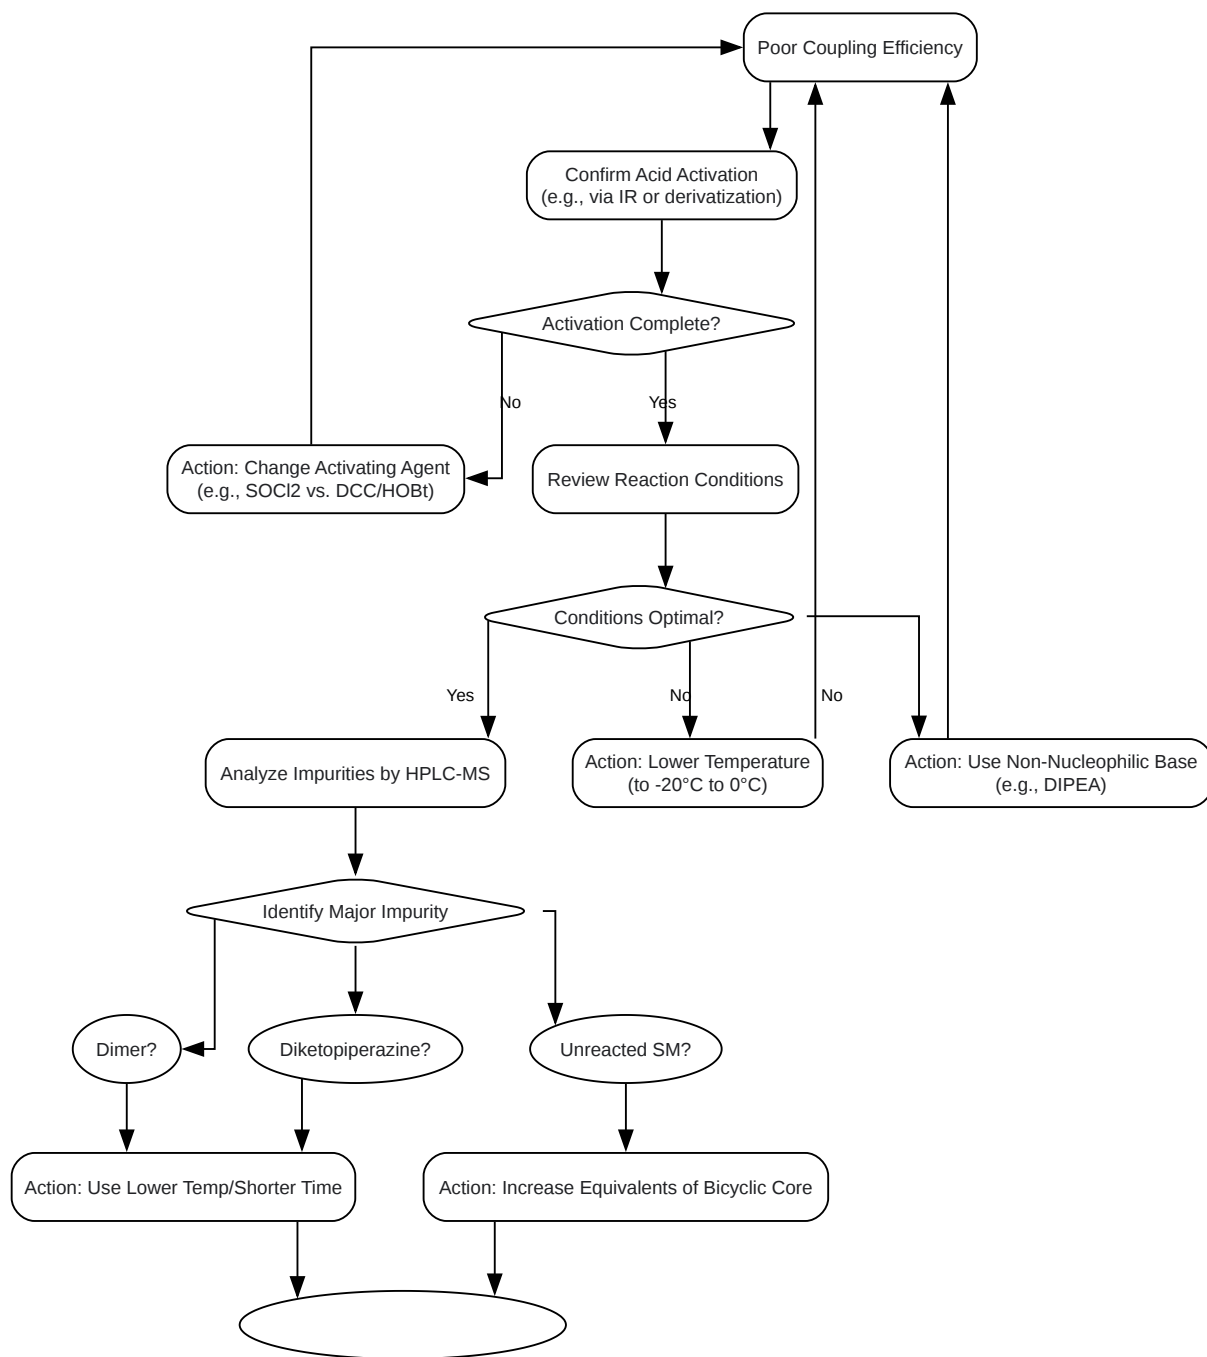 Poor Coupling Efficiency
Confirm Acid Activation
(e.g., via IR or derivatization)
Activation Complete?
No
Yes
Action: Change Activating Agent
(e.g., SOCl2 vs. DCC/HOBt)
Review Reaction Conditions
Conditions Optimal?
Yes
No
No
Analyze Impurities by HPLC-MS
Action: Lower Temperature
(to -20°C to 0°C)
Action: Use Non-Nucleophilic Base
(e.g., DIPEA)
Identify Major Impurity
Dimer?
Diketopiperazine?
Unreacted SM?
Action: Use Lower Temp/Shorter Time
Action: Increase Equivalents of Bicyclic Core